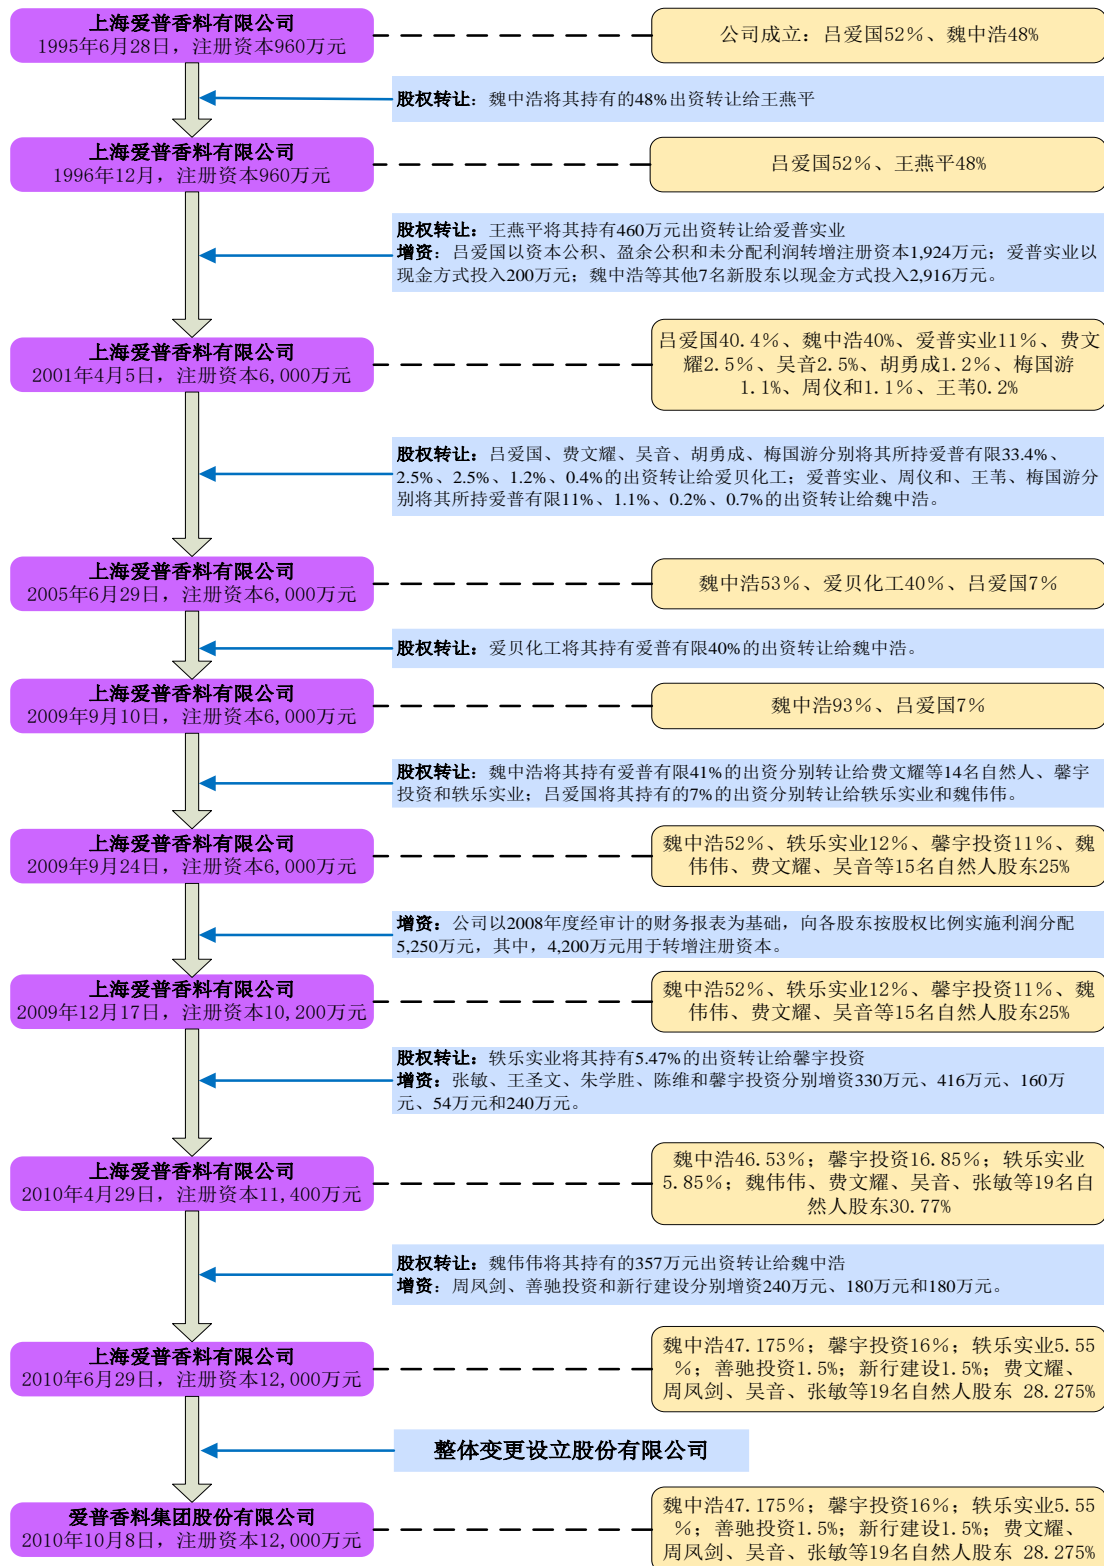 上海爱普香料有限公司
1995年6月28日，注册资本960万元
公司成立：吕爱国52%、魏中浩48%
股权转让：魏中浩将其持有的48%出资转让给王燕平
上海爱普香料有限公司
1996年12月，注册资本960万元
吕爱国52%、王燕平48%
股权转让：王燕平将其持有460万元出资转让给爱普实业
增资：吕爱国以资本公积、盈余公积和未分配利润转增注册资本1,924万元；爱普实业以
现金方式投入200万元；魏中浩等其他7名新股东以现金方式投入2,916万元。
上海爱普香料有限公司
2001年4月5日，注册资本6,000万元
吕爱国40.4%、魏中浩40%、爱普实业11%、费文
耀2.5%、吴音2.5%、胡勇成1.2%、梅国游
1.1%、周仪和1.1%、王苇0.2%
股权转让：吕爱国、费文耀、吴音、胡勇成、梅国游分别将其所持爱普有限33.4%、
2.5%、2.5%、1.2%、0.4%的出资转让给爱贝化工；爱普实业、周仪和、王苇、梅国游分
别将其所持爱普有限11%、1.1%、0.2%、0.7%的出资转让给魏中浩。
上海爱普香料有限公司
2005年6月29日，注册资本6,000万元
魏中浩53%、爱贝化工40%、吕爱国7%
股权转让：爱贝化工将其持有爱普有限40%的出资转让给魏中浩。
上海爱普香料有限公司
2009年9月10日，注册资本6,000万元
魏中浩93%、吕爱国7%
股权转让：魏中浩将其持有爱普有限41%的出资分别转让给费文耀等14名自然人、馨宇
投资和轶乐实业；吕爱国将其持有的7%的出资分别转让给轶乐实业和魏伟伟。
上海爱普香料有限公司
2009年9月24日，注册资本6,000万元
魏中浩52%、轶乐实业12%、馨宇投资11%、魏
伟伟、费文耀、吴音等15名自然人股东25%
增资：公司以2008年度经审计的财务报表为基础，向各股东按股权比例实施利润分配
5,250万元，其中，4,200万元用于转增注册资本。
上海爱普香料有限公司
2009年12月17日，注册资本10,200万元
魏中浩52%、轶乐实业12%、馨宇投资11%、魏
伟伟、费文耀、吴音等15名自然人股东25%
股权转让：轶乐实业将其持有5.47%的出资转让给馨宇投资
增资：张敏、王圣文、朱学胜、陈维和馨宇投资分别增资330万元、416万元、160万
元、54万元和240万元。
上海爱普香料有限公司
2010年4月29日，注册资本11,400万元
魏中浩46.53%；馨宇投资16.85%；轶乐实业
5.85%；魏伟伟、费文耀、吴音、张敏等19名自
然人股东30.77%
股权转让：魏伟伟将其持有的357万元出资转让给魏中浩
增资：周凤剑、善驰投资和新行建设分别增资240万元、180万元和180万元。
上海爱普香料有限公司
2010年6月29日，注册资本12,000万元
魏中浩47.175%；馨宇投资16%；轶乐实业5.55
%；善驰投资1.5%；新行建设1.5%；费文耀、
周凤剑、吴音、张敏等19名自然人股东 28.275%
整体变更设立股份有限公司
爱普香料集团股份有限公司
2010年10月8日，注册资本12,000万元
魏中浩47.175%；馨宇投资16%；轶乐实业5.55
%；善驰投资1.5%；新行建设1.5%；费文耀、
周凤剑、吴音、张敏等19名自然人股东 28.275%